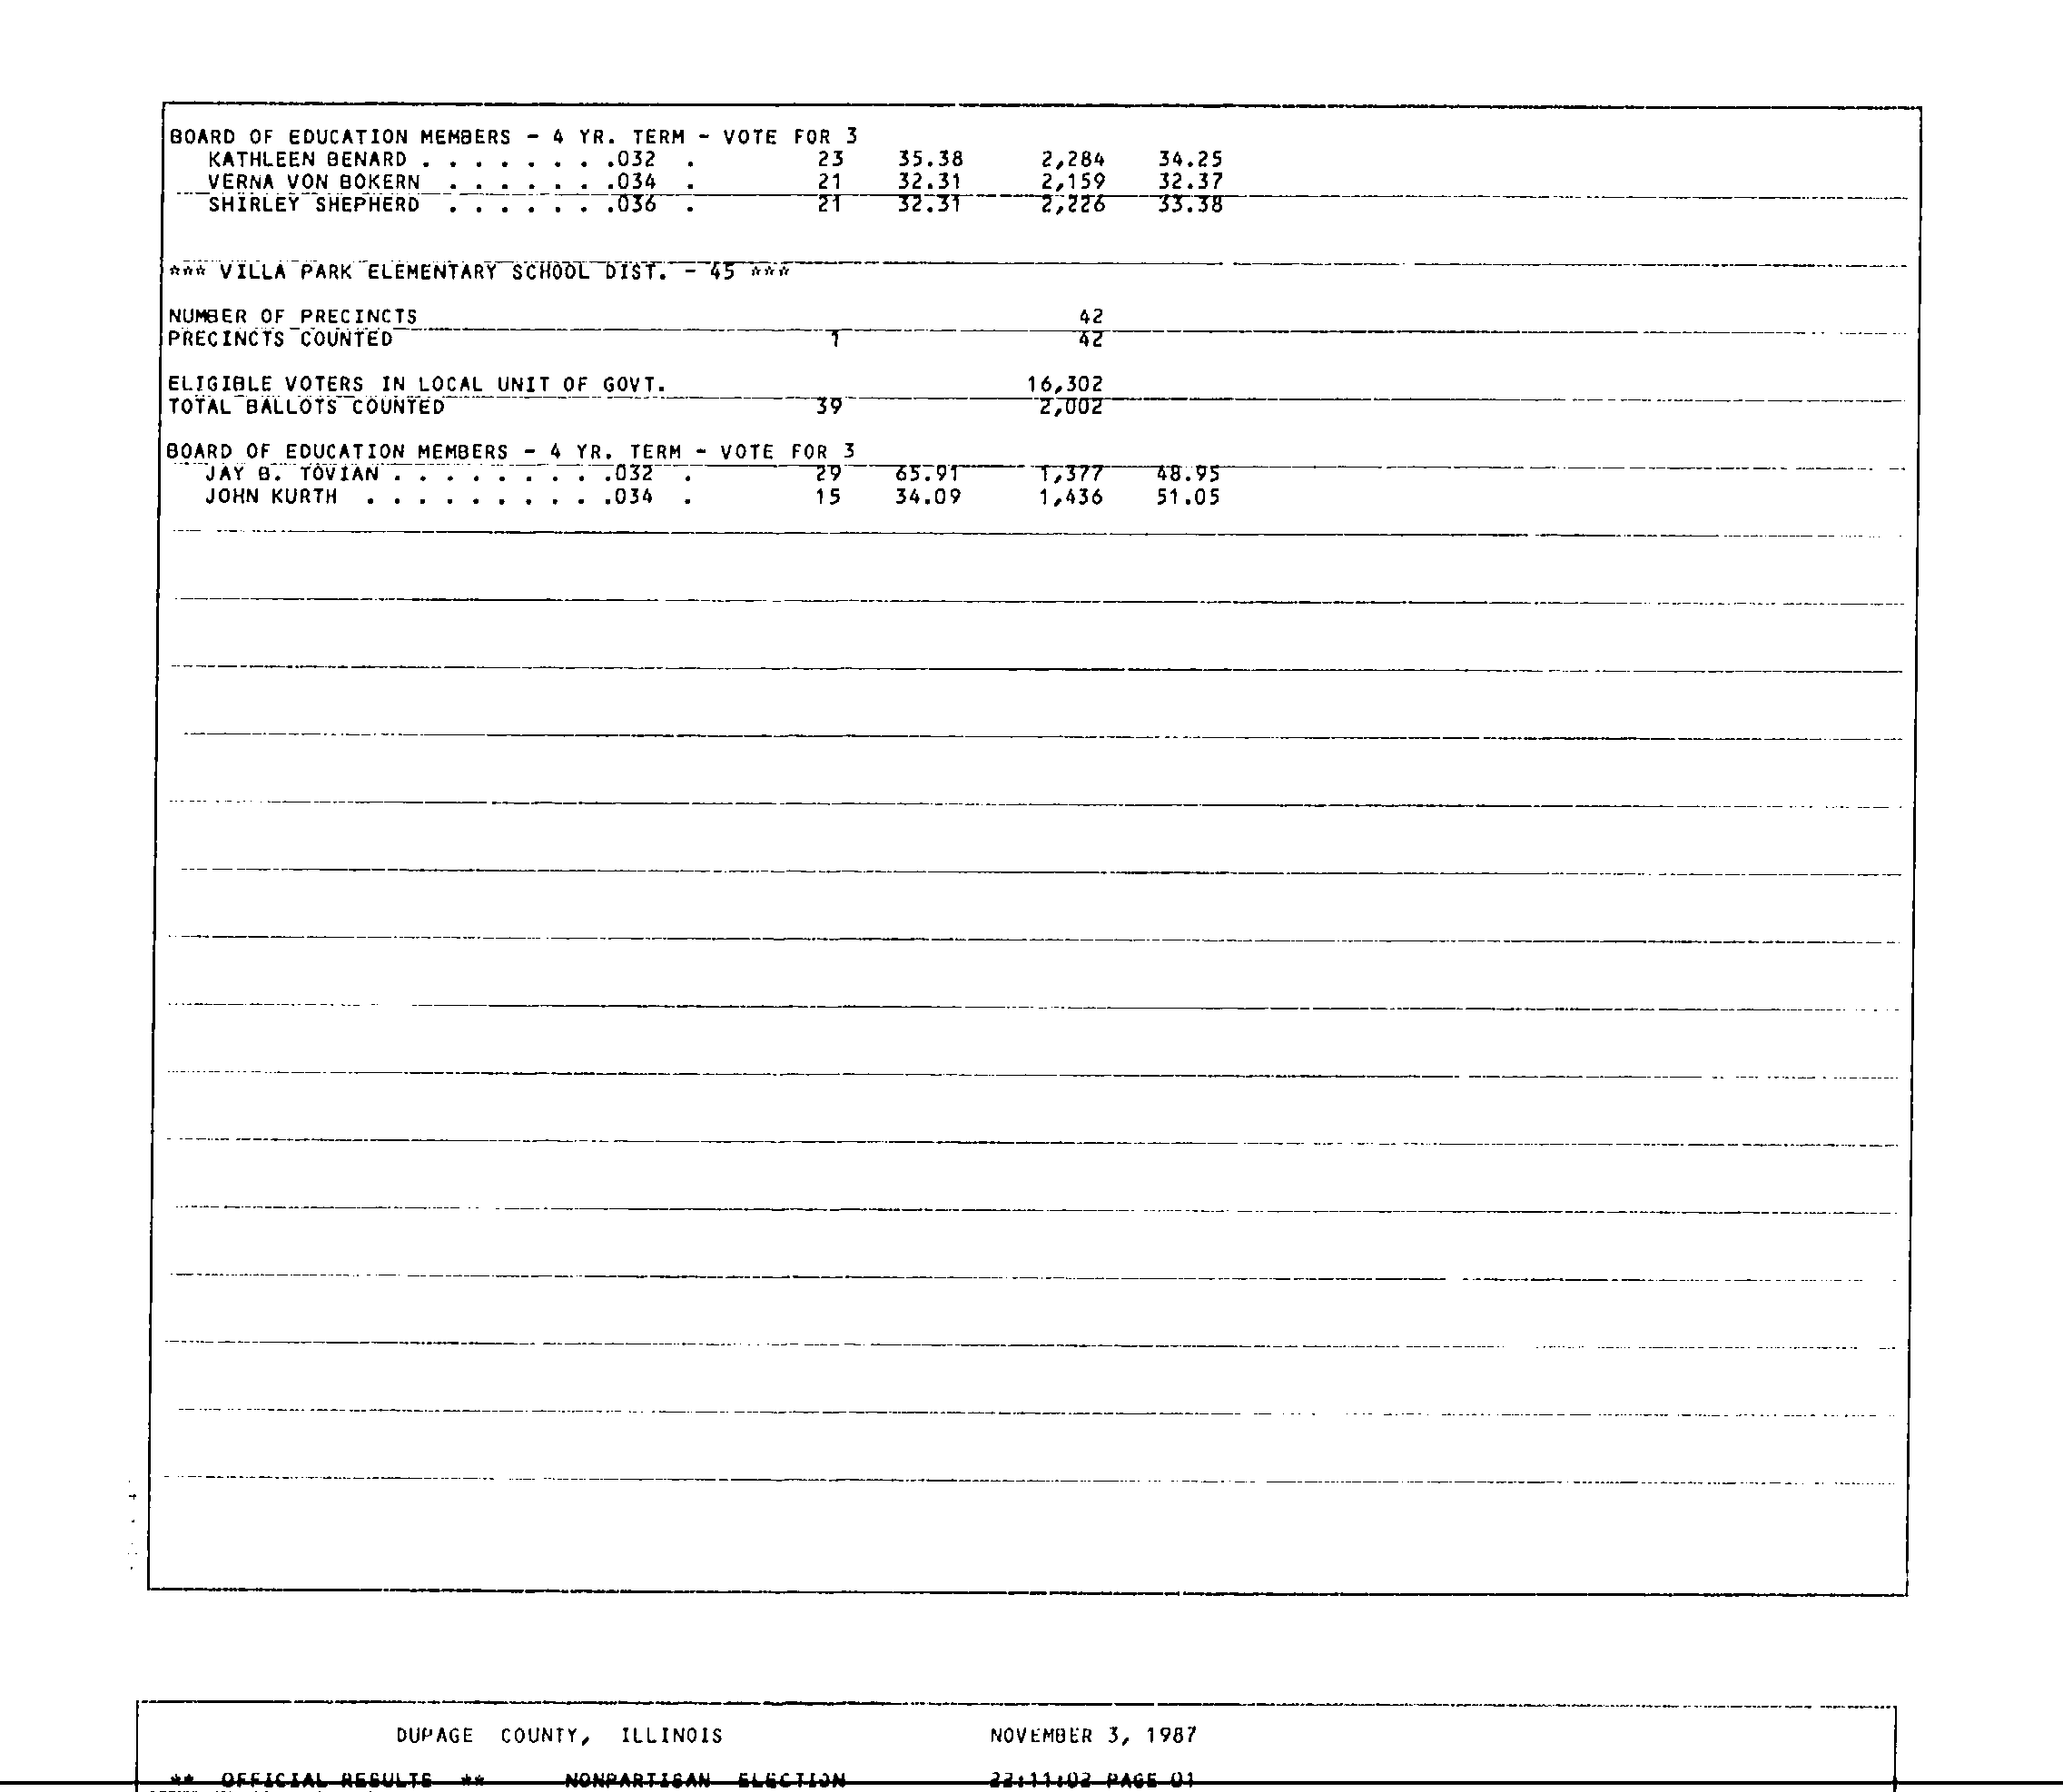 BOARD OF EDUCATION MEMBERS - 4 YR. TERM - VOTE FOR 3
KATHLEEN BENARD . . . . . . . .032 . 23 35.38 2,284 34.25
VERNA VON BOKERN . . . . . . .034 . 21 32.31 2,159 32.37
SHIRLEY SHEPHERD . . . . . . .036 . 21 32.31 2,226 33.38
*** VILLA PARK ELEMENTARY SCHOOL DIST. - 45 ***
NUMBER OF PRECINCTS 42
PRECINCTS COUNTED 1 42
ELIGIBLE VOTERS IN LOCAL UNIT OF GOVT. 16,302
TOTAL BALLOTS COUNTED 39 2,002
BOARD OF EDUCATION MEMBERS - 4 YR. TERM - VOTE FOR 3
JAY B. TOVIAN . . . . . . . . .032 . 29 65.91 1,377 48.95
JOHN KURTH . . . . . . . . . .034 . 15 34.09 1,436 51.05
DUPAGE COUNTY, ILLINOIS NOVEMBER 3, 1987
** OFFICIAL RESULTS ** NONPARTISAN ELECTION 22:11:02 PAGE 01